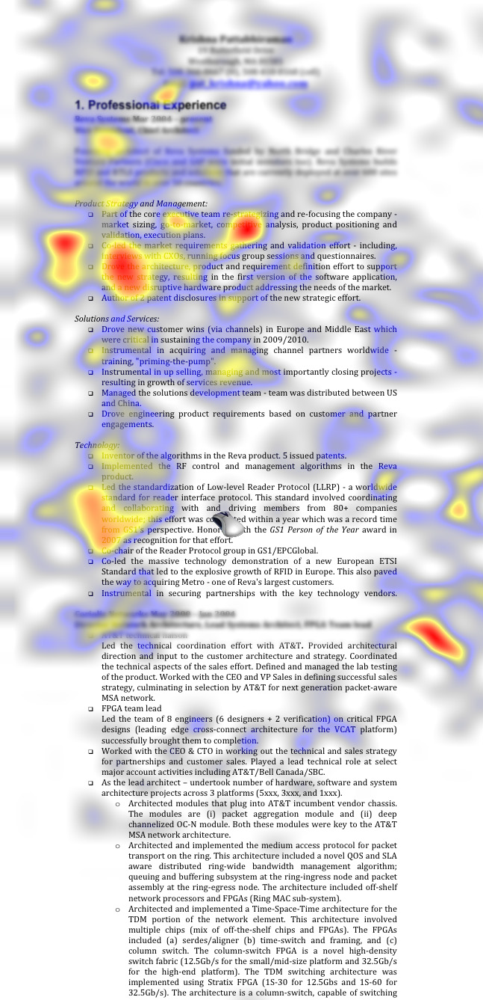 1. Professional Experience
Reva Systems Mar 2004 - present
Product Strategy and Management:
❑ Part of the core executive team re-strategizing and re-focusing the company -
market sizing, go-to-market, competitive analysis, product positioning and
validation, execution plans.
❑ Co-led the market requirements gathering and validation effort - including,
interviews with CXOs, running focus group sessions and questionnaires.
❑ Drove the architecture, product and requirement definition effort to support
the new strategy, resulting in the first version of the software application,
and a new disruptive hardware product addressing the needs of the market.
❑ Author of 2 patent disclosures in support of the new strategic effort.
Solutions and Services:
❑ Drove new customer wins (via channels) in Europe and Middle East which
were critical in sustaining the company in 2009/2010.
❑ Instrumental in acquiring and managing channel partners worldwide -
training, "priming-the-pump".
❑ Instrumental in up selling, managing and most importantly closing projects -
resulting in growth of services revenue.
❑ Managed the solutions development team - team was distributed between US
and China.
❑ Drove engineering product requirements based on customer and partner
engagements.
Technology:
❑ Inventor of the algorithms in the Reva product. 5 issued patents.
❑ Implemented the RF control and management algorithms in the Reva
product.
❑ Led the standardization of Low-level Reader Protocol (LLRP) - a worldwide
standard for reader interface protocol. This standard involved coordinating
and collaborating with and driving members from 80+ companies
worldwide; this effort was within a year which was a record time
from GS1's perspective. the GS1 Person of the Year award in
2007 as recognition for that effort.
❑ Co-chair of the Reader Protocol group in GS1/EPCGlobal.
❑ Co-led the massive technology demonstration of a new European ETSI
Standard that led to the explosive growth of RFID in Europe. This also paved
the way to acquiring Metro - one of Reva's largest customers.
❑ Instrumental in securing partnerships with the key technology vendors.
❑ AT&T technical liaison
Led the technical coordination effort with AT&T. Provided architectural
direction and input to the customer architecture and strategy. Coordinated
the technical aspects of the sales effort. Defined and managed the lab testing
of the product. Worked with the CEO and VP Sales in defining successful sales
strategy, culminating in selection by AT&T for next generation packet-aware
MSA network.
❑ FPGA team lead
Led the team of 8 engineers (6 designers + 2 verification) on critical FPGA
designs (leading edge cross-connect architecture for the VCAT platform)
successfully brought them to completion.
❑ Worked with the CEO & CTO in working out the technical and sales strategy
for partnerships and customer sales. Played a lead technical role at select
major account activities including AT&T/Bell Canada/SBC.
❑ As the lead architect – undertook number of hardware, software and system
architecture projects across 3 platforms (5xxx, 3xxx, and 1xxx).
o Architected modules that plug into AT&T incumbent vendor chassis.
The modules are (i) packet aggregation module and (ii) deep
channelized OC-N module. Both these modules were key to the AT&T
MSA network architecture.
o Architected and implemented the medium access protocol for packet
transport on the ring. This architecture included a novel QOS and SLA
aware distributed ring-wide bandwidth management algorithm;
queuing and buffering subsystem at the ring-ingress node and packet
assembly at the ring-egress node. The architecture included off-shelf
network processors and FPGAs (Ring MAC sub-system).
o Architected and implemented a Time-Space-Time architecture for the
TDM portion of the network element. This architecture involved
multiple chips (mix of off-the-shelf chips and FPGAs). The FPGAs
included (a) serdes/aligner (b) time-switch and framing, and (c)
column switch. The column-switch FPGA is a novel high-density
switch fabric (12.5Gb/s for the small/mid-size platform and 32.5Gb/s
for the high-end platform). The TDM switching architecture was
implemented using Stratix FPGA (1S-30 for 12.5Gbs and 1S-60 for
32.5Gb/s). The architecture is a column-switch, capable of switching